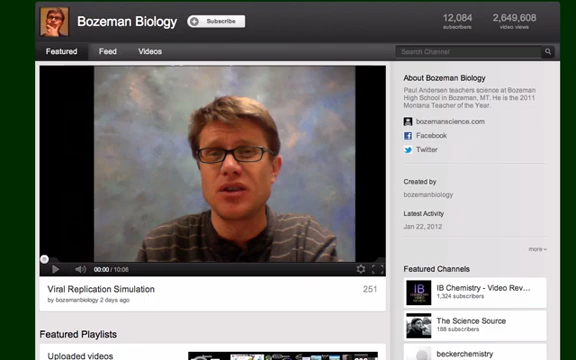 Bozeman Biology
Subscribe
12,084
subscribers
2,649,608
video views
Featured
Feed
Videos
Search Channel
About Bozeman Biology
Paul Andersen teachers science at Bozeman
High School in Bozeman, MT. He is the 2011
Montana Teacher of the Year.
bozemanscience.com
Facebook
Twitter
Created by
bozemanbiology
Latest Activity
Jan 22, 2012
more
00:00 / 10:06
Viral Replication Simulation
251
by bozemanbiology 2 days ago
Featured Channels
IB
IB Chemistry - Video Rev...
1,324 subscribers
The Science Source
beckerchemistry
Featured Playlists
Uploaded videos